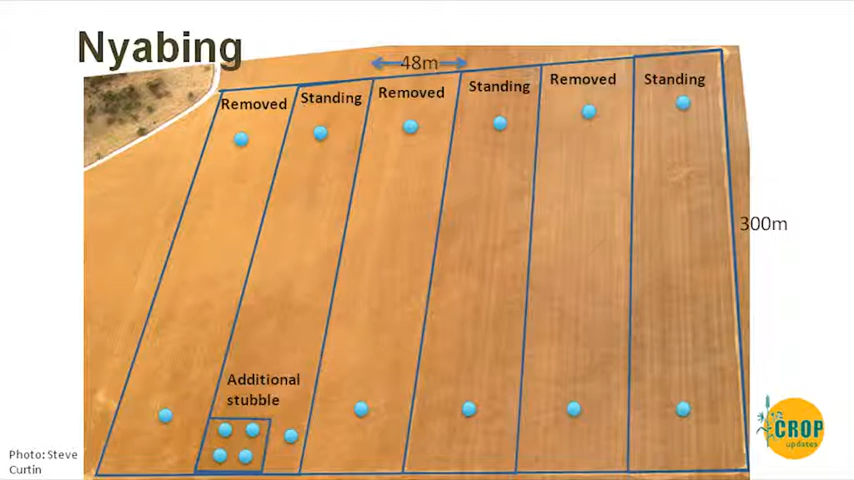 Nyabing
48m
Removed
Standing
Removed
Standing
Removed
Standing
300m
Additional
stubble
Photo: Steve
Curtin
CROP
updates